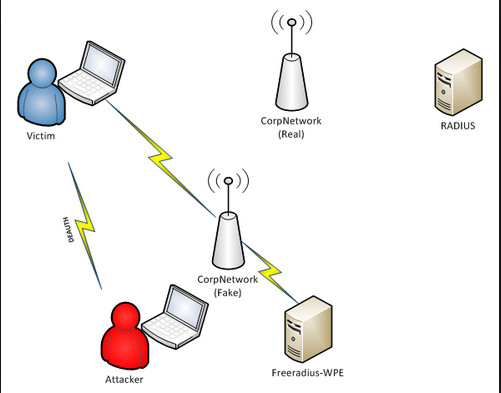 CorpNetwork
(Real)
RADIUS
Victim
DEAUTH
CorpNetwork
(Fake)
Attacker
Freeradius-WPE